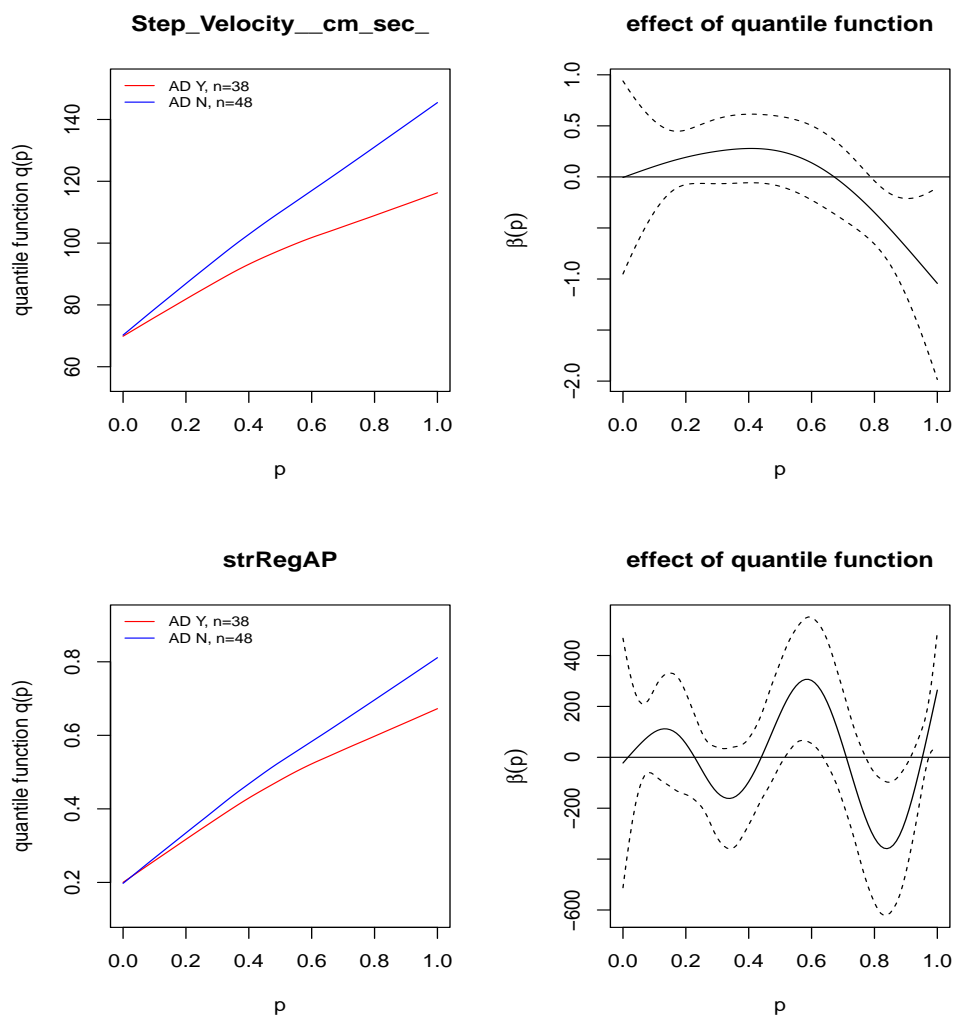 Step_Velocity__cm_sec_
AD Y, n=38
AD N, n=48
quantile function q(p)
60 80 100 120 140
0.0 0.2 0.4 0.6 0.8 1.0
p
effect of quantile function
β(p)
−2.0 −1.0 0.0 0.5 1.0
0.0 0.2 0.4 0.6 0.8 1.0
p
strRegAP
AD Y, n=38
AD N, n=48
quantile function q(p)
0.2 0.4 0.6 0.8
0.0 0.2 0.4 0.6 0.8 1.0
p
effect of quantile function
β(p)
−600 −200 0 200 400
0.0 0.2 0.4 0.6 0.8 1.0
p